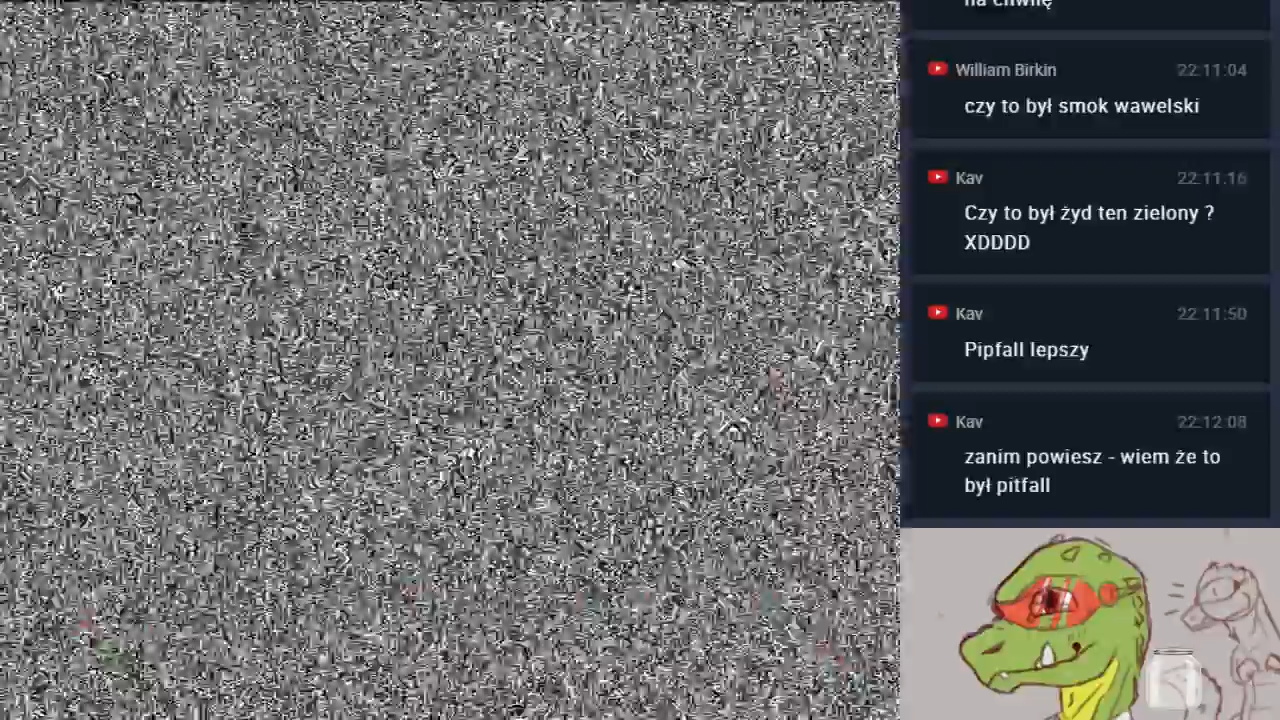 na chwilę
William Birkin 22:11:04
czy to był smok wawelski
Kav 22:11:16
Czy to był żyd ten zielony ?
XDDDD
Kav 22:11:50
Pipfall lepszy
Kav 22:12:08
zanim powiesz - wiem że to
był pitfall